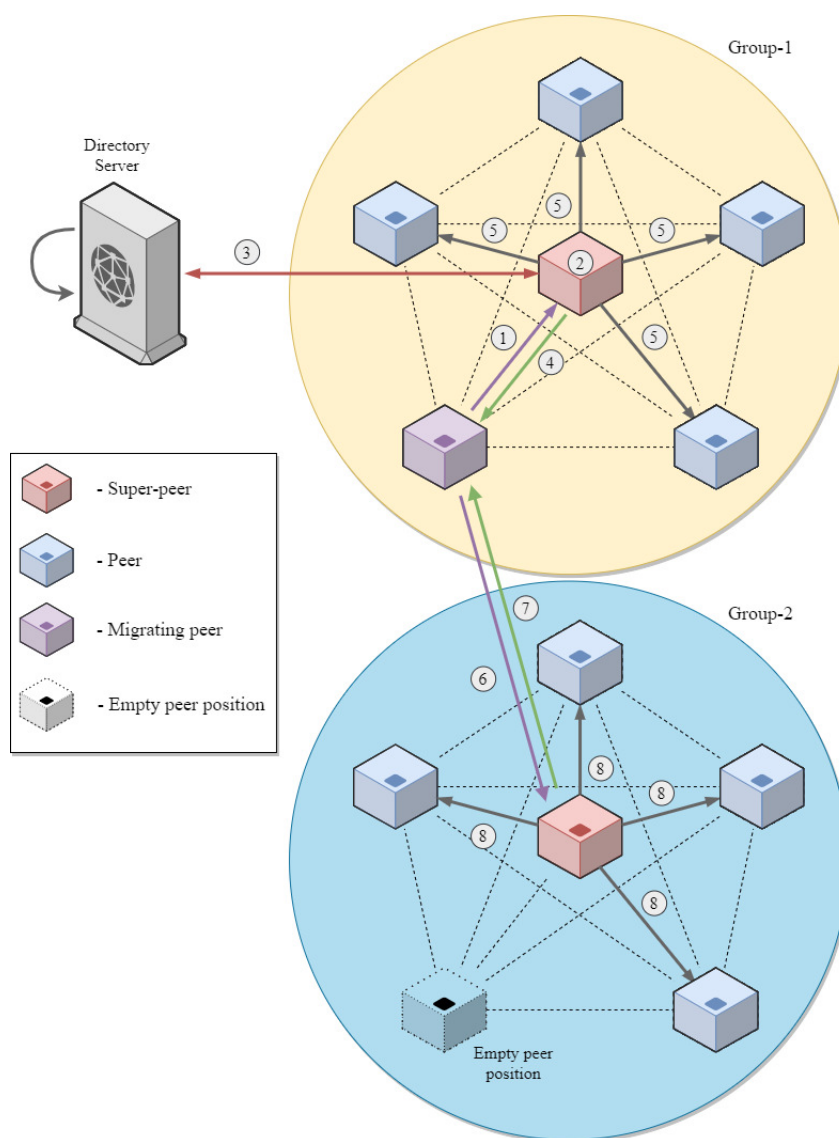 Group-1
Directory
Server
5
5
5
3
2
1
4
5
- Super-peer
- Peer
- Migrating peer
- Empty peer position
7
Group-2
6
8
8
8
8
Empty peer
position